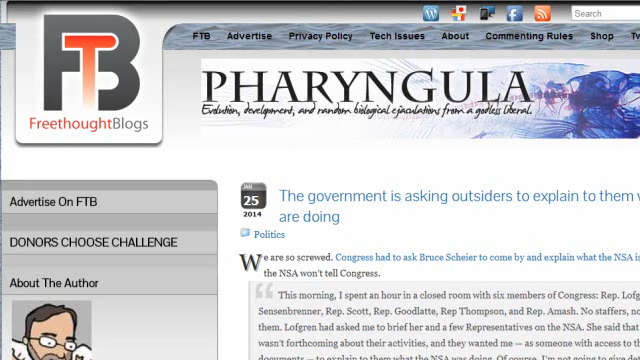 Search
FTB Advertise Privacy Policy Tech Issues About Commenting Rules Shop
FTB
FreethoughtBlogs
PHARYNGULA
Evolution, development, and random biological ejaculations from a godless liberal.
Advertise On FTB
DONORS CHOOSE CHALLENGE
About The Author
JAN
25
2014
The government is asking outsiders to explain to them
are doing
Politics
We are so screwed. Congress had to ask Bruce Scheier to come by and explain what the NSA is
the NSA won't tell Congress.
This morning, I spent an hour in a closed room with six members of Congress: Rep. Lofg
Sensenbrenner, Rep. Scott, Rep. Goodlatte, Rep Thompson, and Rep. Amash. No staffers, no
them. Lofgren had asked me to brief her and a few Representatives on the NSA. She said that
wasn't forthcoming about their activities, and they wanted me — as someone with access to t
documents — to explain to them what the NSA was doing. Of course, I'm not going to give de